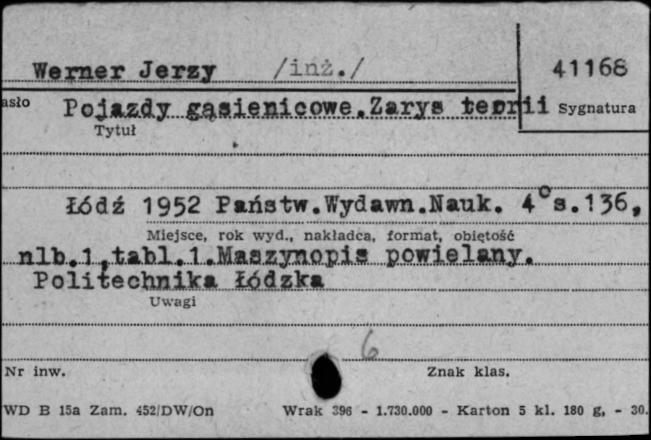 Werner Jerzy /inż./ 41168
asło Pojazdy gąsienicowe.Zarys teorii Sygnatura
Tytuł
Łódź 1952 Państw.Wydawn.Nauk. 4°s.136,
Miejsce, rok wyd., nakładca, format, objętość
nlb.1,tabl.1.Maszynopis powielany.
Politechnika Łódzka
Uwagi
6
Nr inw. Znak klas.
WD B 15a Zam. 452/DW/On Wrak 396 - 1.730.000 - Karton 5 kl. 180 g, - 30.